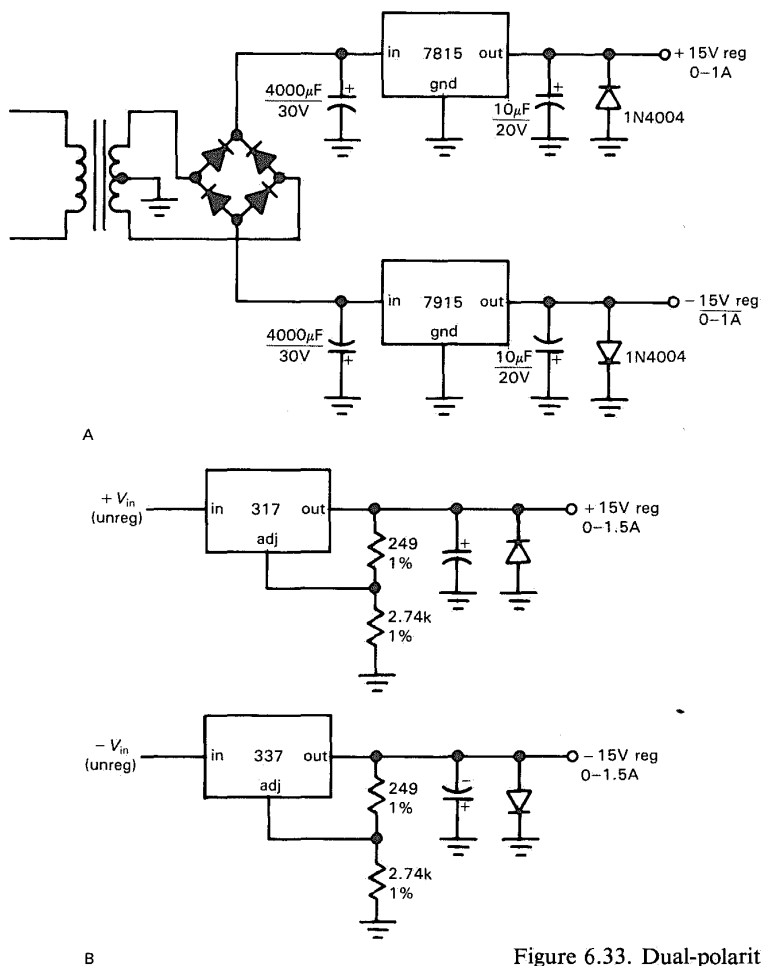 in 7815 out
gnd
4000μF
30V
10μF
20V
1N4004
+ 15V reg
0–1A
in 7915 out
gnd
4000μF
30V
10μF
20V
1N4004
− 15V reg
0–1A
A
+ Vin
(unreg)
in 317 out
adj
249
1%
2.74k
1%
+ 15V reg
0–1.5A
− Vin
(unreg)
in 337 out
adj
249
1%
2.74k
1%
− 15V reg
0–1.5A
B
Figure 6.33. Dual-polarit